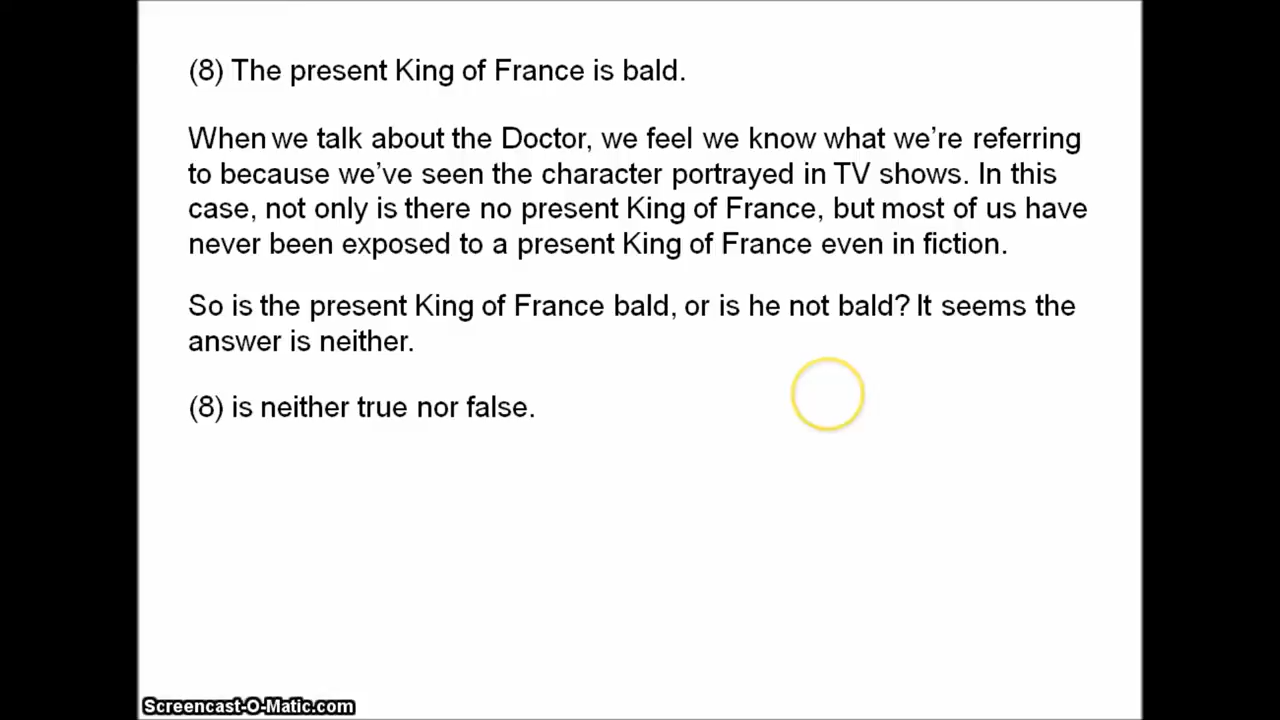 (8) The present King of France is bald.
When we talk about the Doctor, we feel we know what we're referring
to because we've seen the character portrayed in TV shows. In this
case, not only is there no present King of France, but most of us have
never been exposed to a present King of France even in fiction.
So is the present King of France bald, or is he not bald? It seems the
answer is neither.
(8) is neither true nor false.
Screencast-O-Matic.com